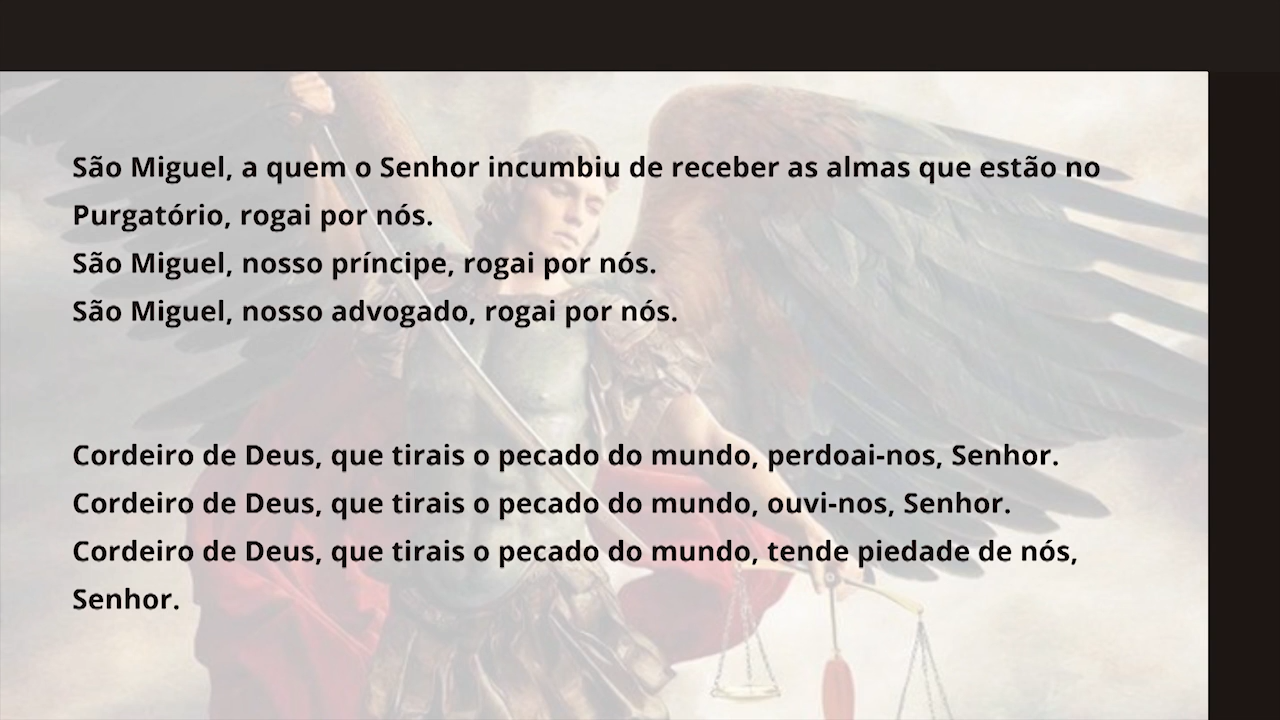 São Miguel, a quem o Senhor incumbiu de receber as almas que estão no
Purgatório, rogai por nós.
São Miguel, nosso príncipe, rogai por nós.
São Miguel, nosso advogado, rogai por nós.
Cordeiro de Deus, que tirais o pecado do mundo, perdoai-nos, Senhor.
Cordeiro de Deus, que tirais o pecado do mundo, ouvi-nos, Senhor.
Cordeiro de Deus, que tirais o pecado do mundo, tende piedade de nós,
Senhor.